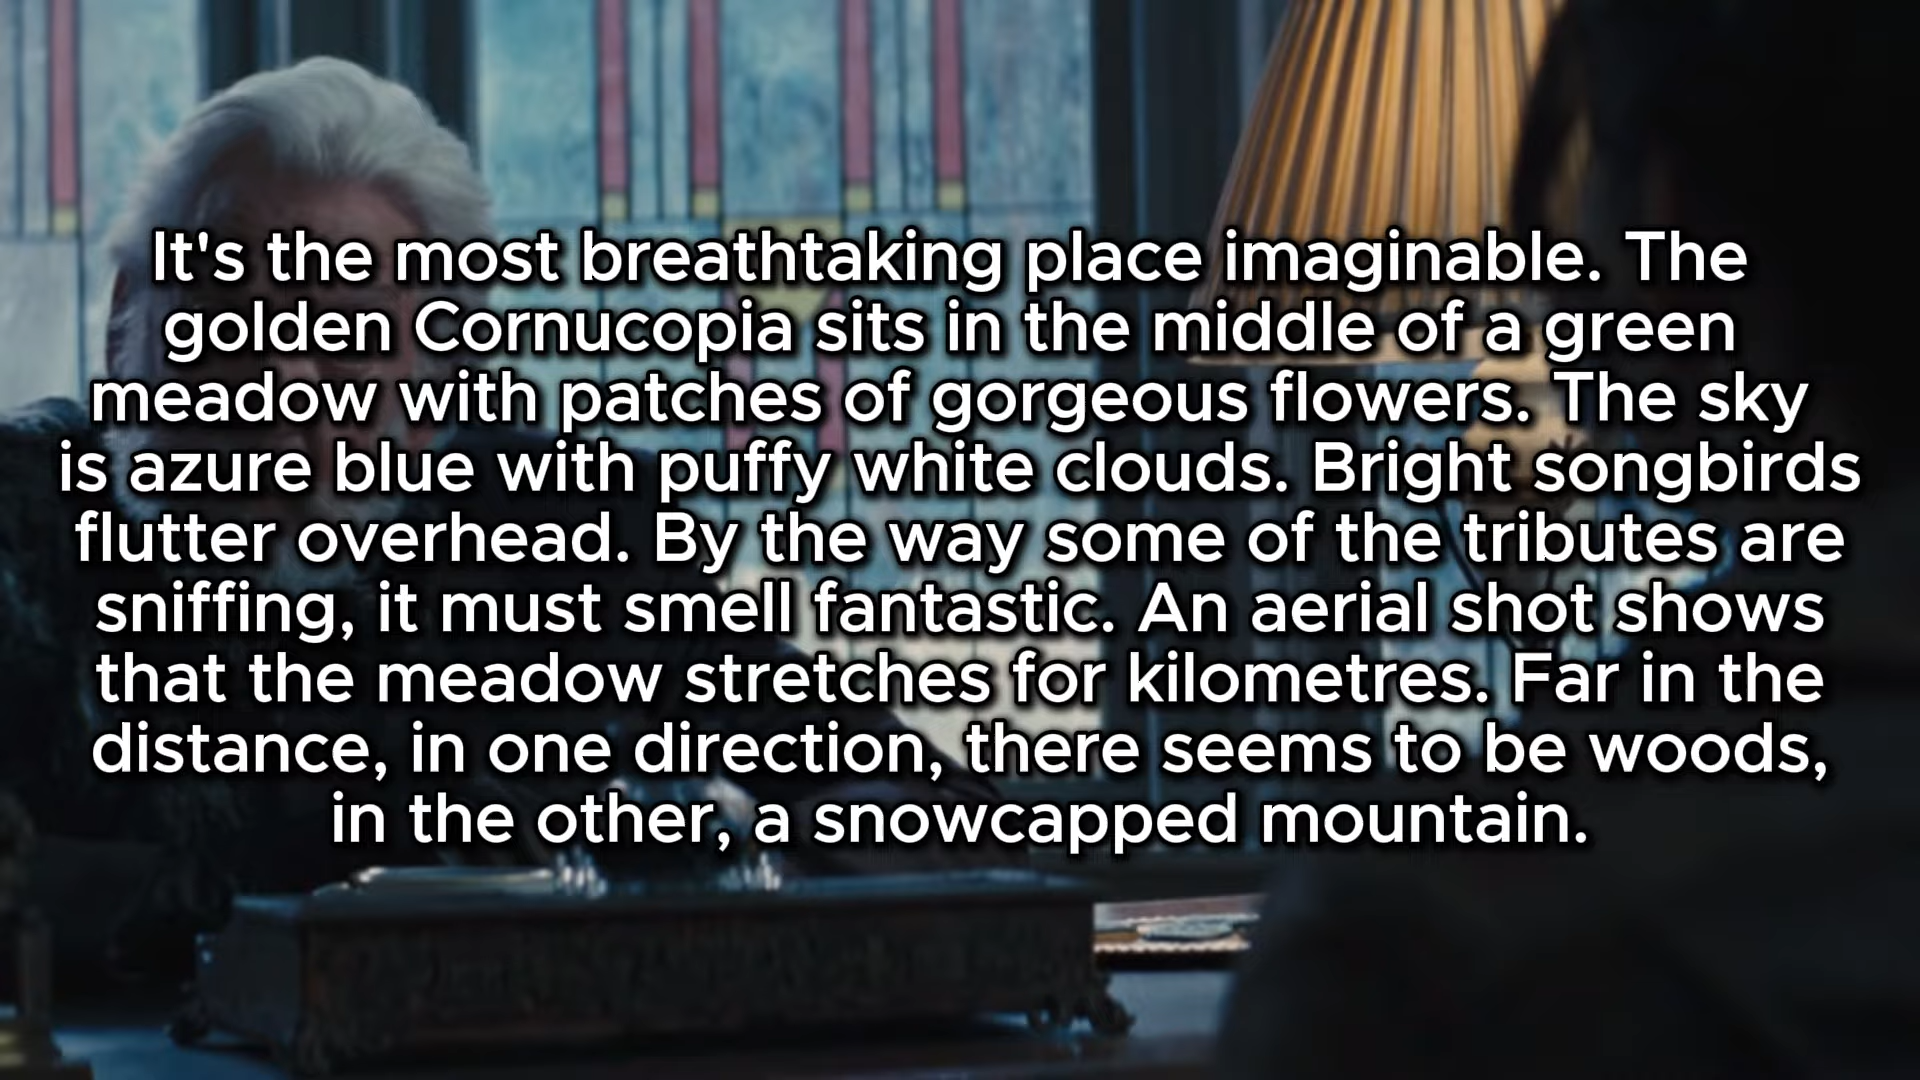 It's the most breathtaking place imaginable. The
golden Cornucopia sits in the middle of a green
meadow with patches of gorgeous flowers. The sky
is azure blue with puffy white clouds. Bright songbirds
flutter overhead. By the way some of the tributes are
sniffing, it must smell fantastic. An aerial shot shows
that the meadow stretches for kilometres. Far in the
distance, in one direction, there seems to be woods,
in the other, a snowcapped mountain.